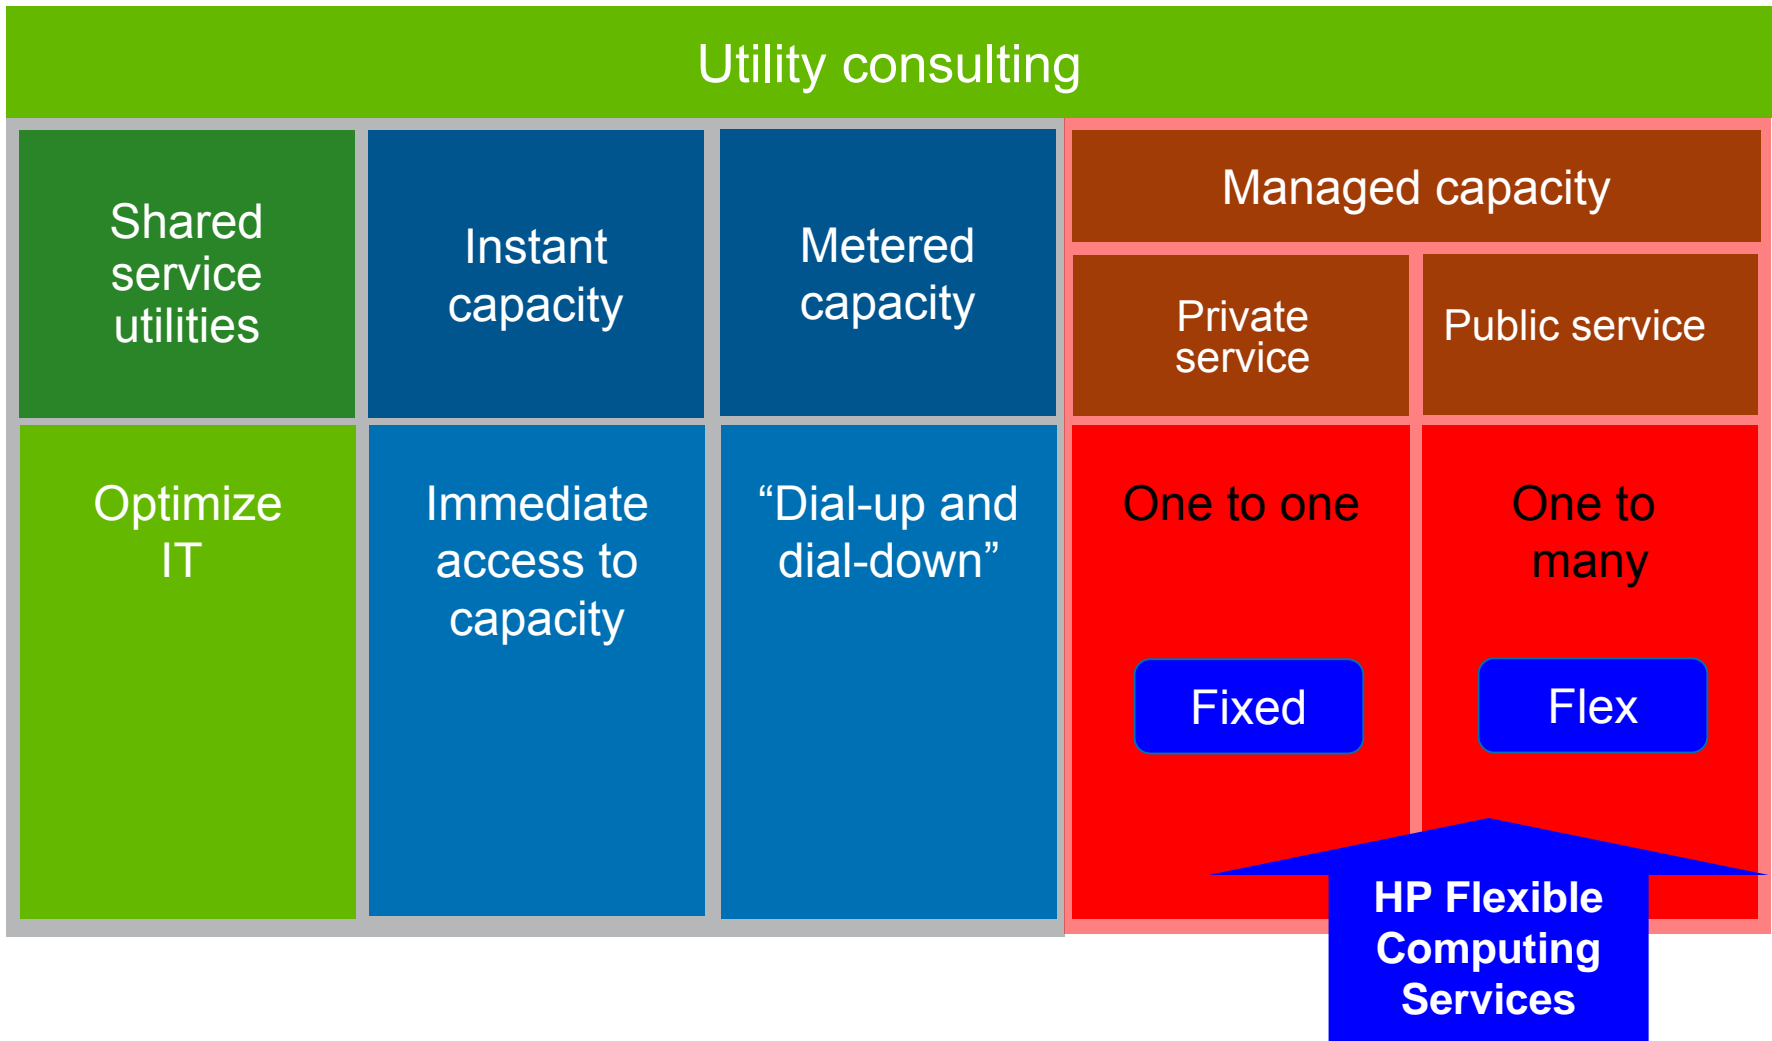 Utility consulting
Shared
service
utilities
Instant
capacity
Metered
capacity
Managed capacity
Private
service
Public service
Optimize
IT
Immediate
access to
capacity
“Dial-up and
dial-down”
One to one
One to
many
Fixed
Flex
HP Flexible
Computing
Services